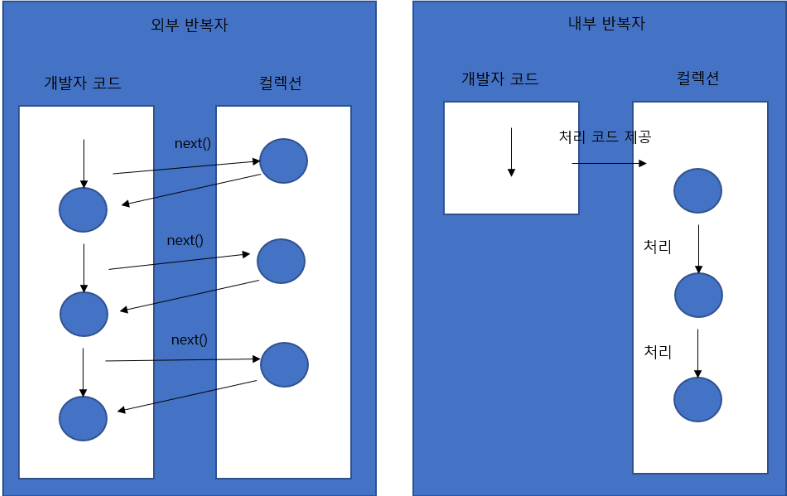 외부 반복자
개발자 코드
컬렉션
next()
next()
next()
내부 반복자
개발자 코드
컬렉션
처리 코드 제공
처리
처리